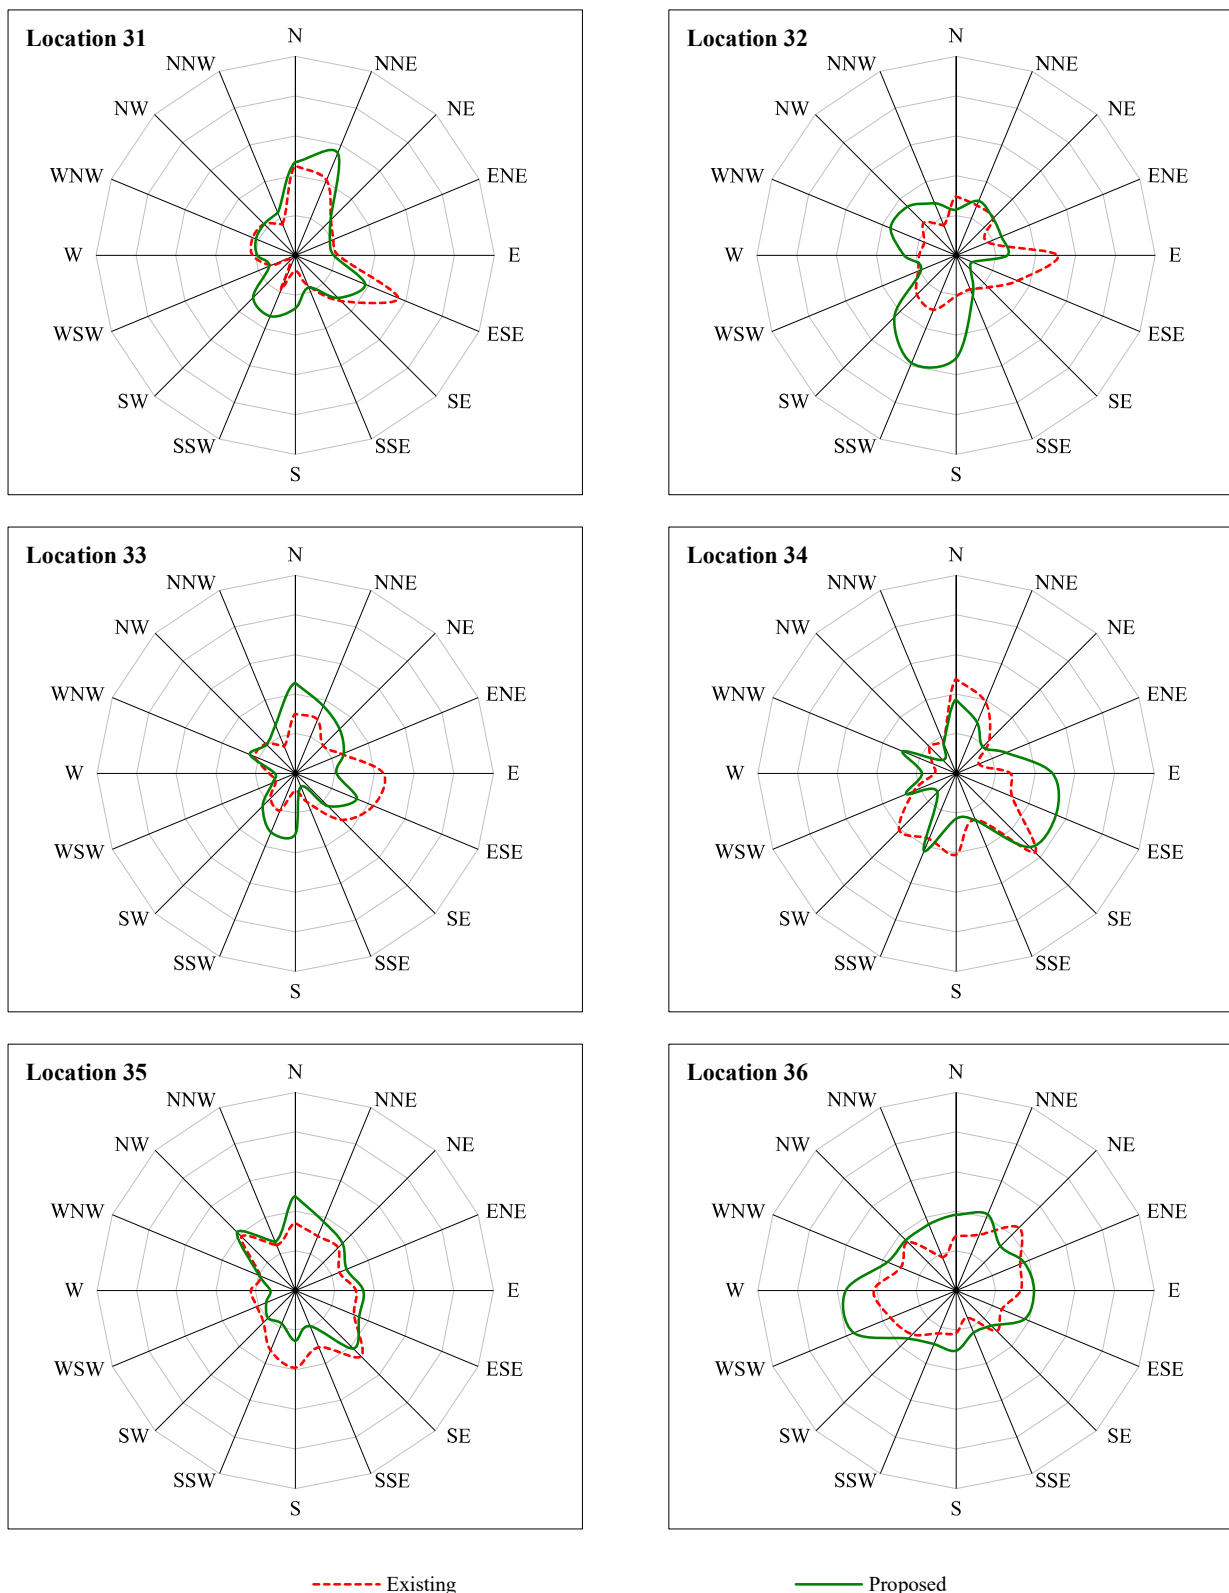 Location 31
N
NNW
NNE
NW
NE
WNW
ENE
W
E
WSW
ESE
SW
SE
SSW
SSE
S
Location 32
N
NNW
NNE
NW
NE
WNW
ENE
W
E
WSW
ESE
SW
SE
SSW
SSE
S
Location 33
N
NNW
NNE
NW
NE
WNW
ENE
W
E
WSW
ESE
SW
SE
SSW
SSE
S
Location 34
N
NNW
NNE
NW
NE
WNW
ENE
W
E
WSW
ESE
SW
SE
SSW
SSE
S
Location 35
N
NNW
NNE
NW
NE
WNW
ENE
W
E
WSW
ESE
SW
SE
SSW
SSE
S
Location 36
N
NNW
NNE
NW
NE
WNW
ENE
W
E
WSW
ESE
SW
SE
SSW
SSE
S
Existing
Proposed